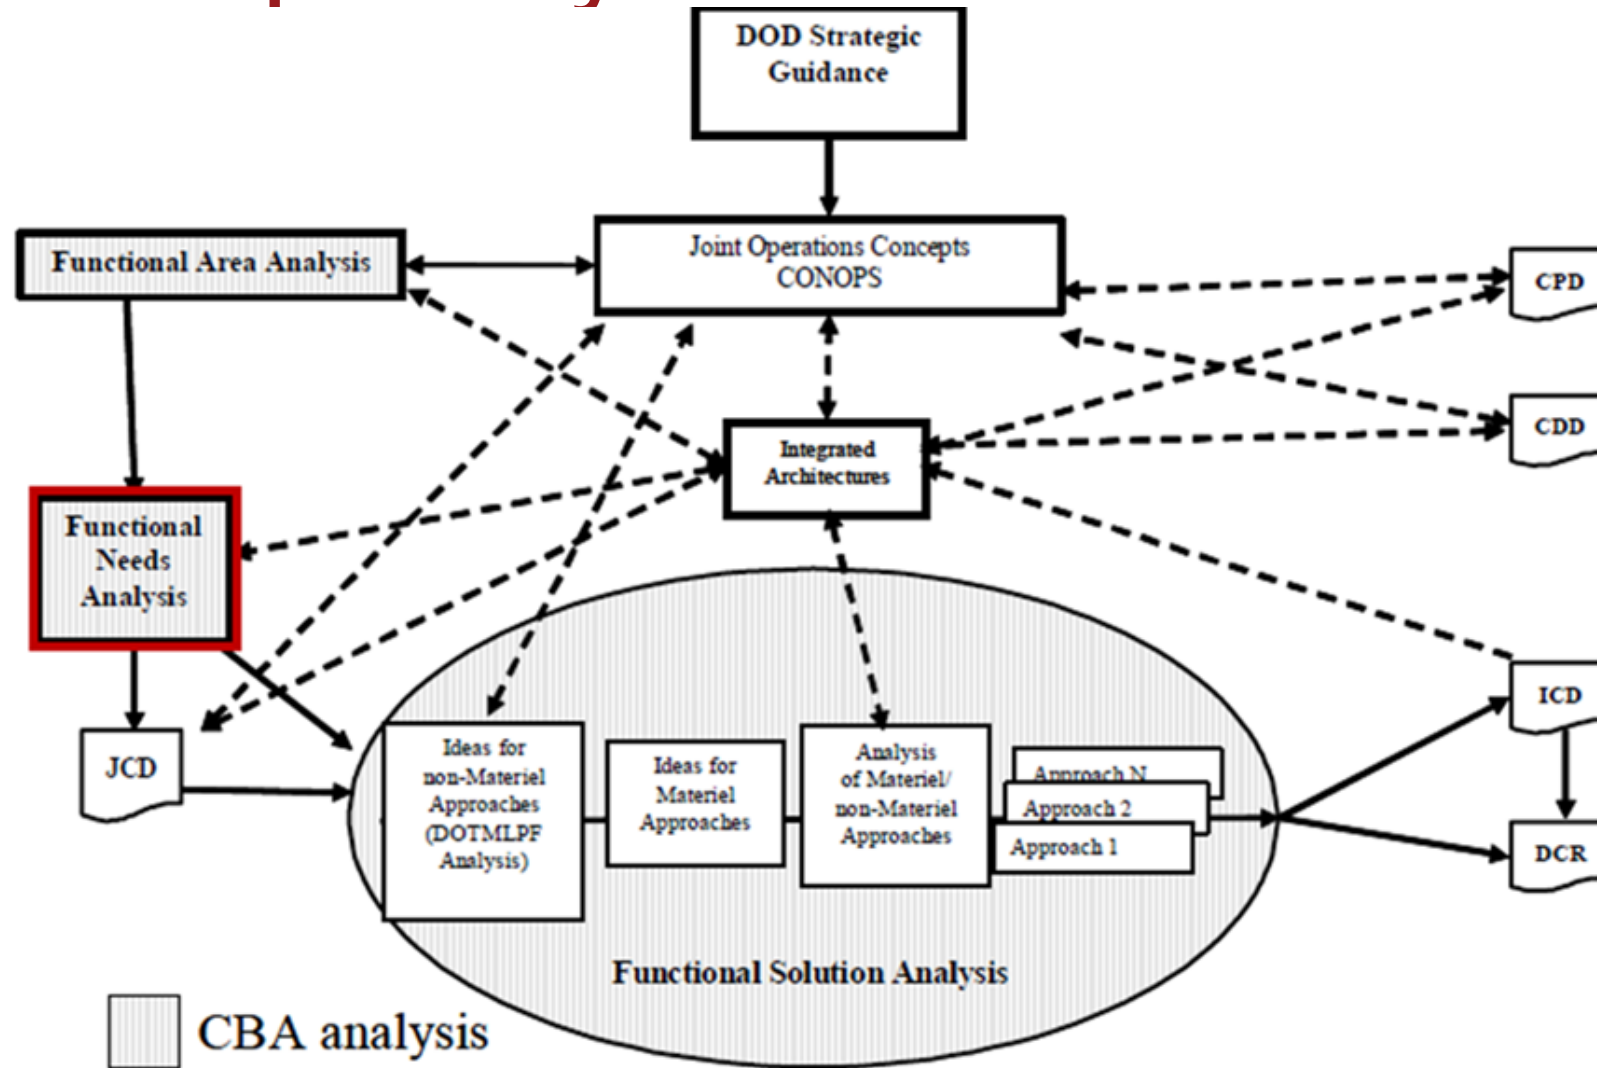 DOD Strategic
Guidance
Functional Area Analysis
Joint Operations Concepts
CONOPS
CPD
CDD
Integrated
Architectures
Functional
Needs
Analysis
JCD
Ideas for
non-Materiel
Approaches
(DOTMLPF
Analysis)
Ideas for
Materiel
Approaches
Analysis
of Materiel/
non-Materiel
Approaches
Approach N
Approach 2
Approach 1
ICD
DCR
Functional Solution Analysis
CBA analysis